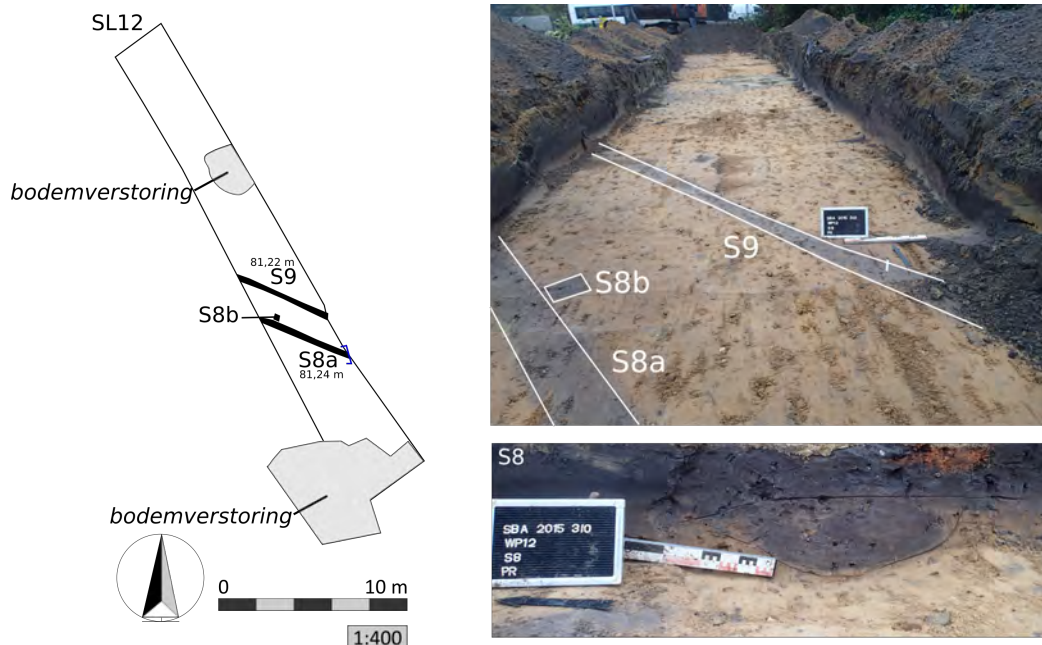 SL12
bodemverstoring
81,22 m
S9
S8b
S8a
81,24 m
bodemverstoring
0 10 m
1:400
S9
S8b
S8a
WP12
S8
SBA 2015 310
WP12
S8
PR